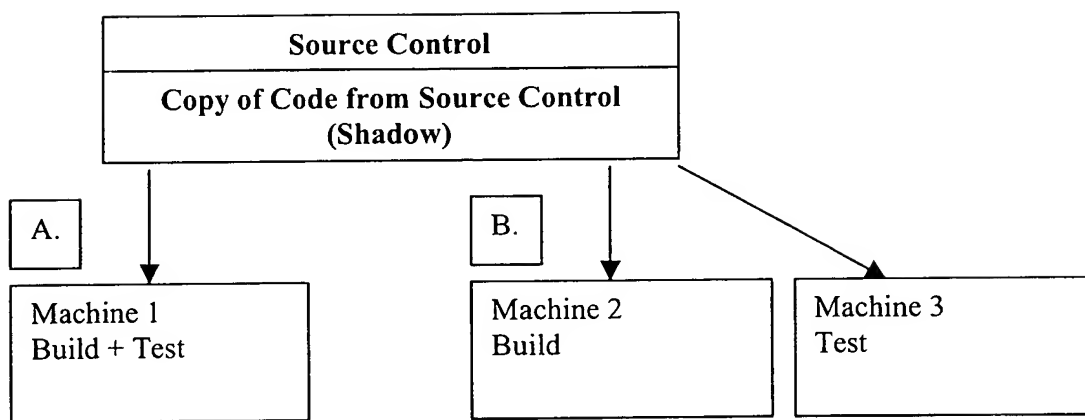 Source Control
Copy of Code from Source Control
(Shadow)
A.
B.
Machine 1
Build + Test
Machine 2
Build
Machine 3
Test